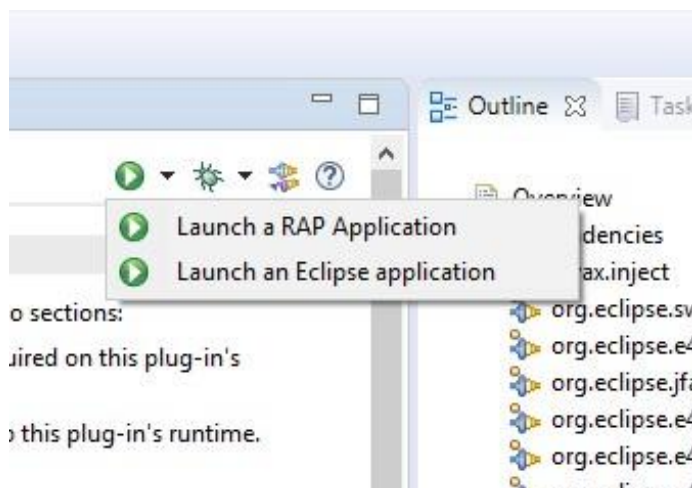 Outline
Task
Overview
Launch a RAP Application
dencies
Launch an Eclipse application
ax.inject
o sections:
org.eclipse.sw
org.eclipse.e4
uired on this plug-in's
org.eclipse.jfa
org.eclipse.e4
this plug-in's runtime.
org.eclipse.e4